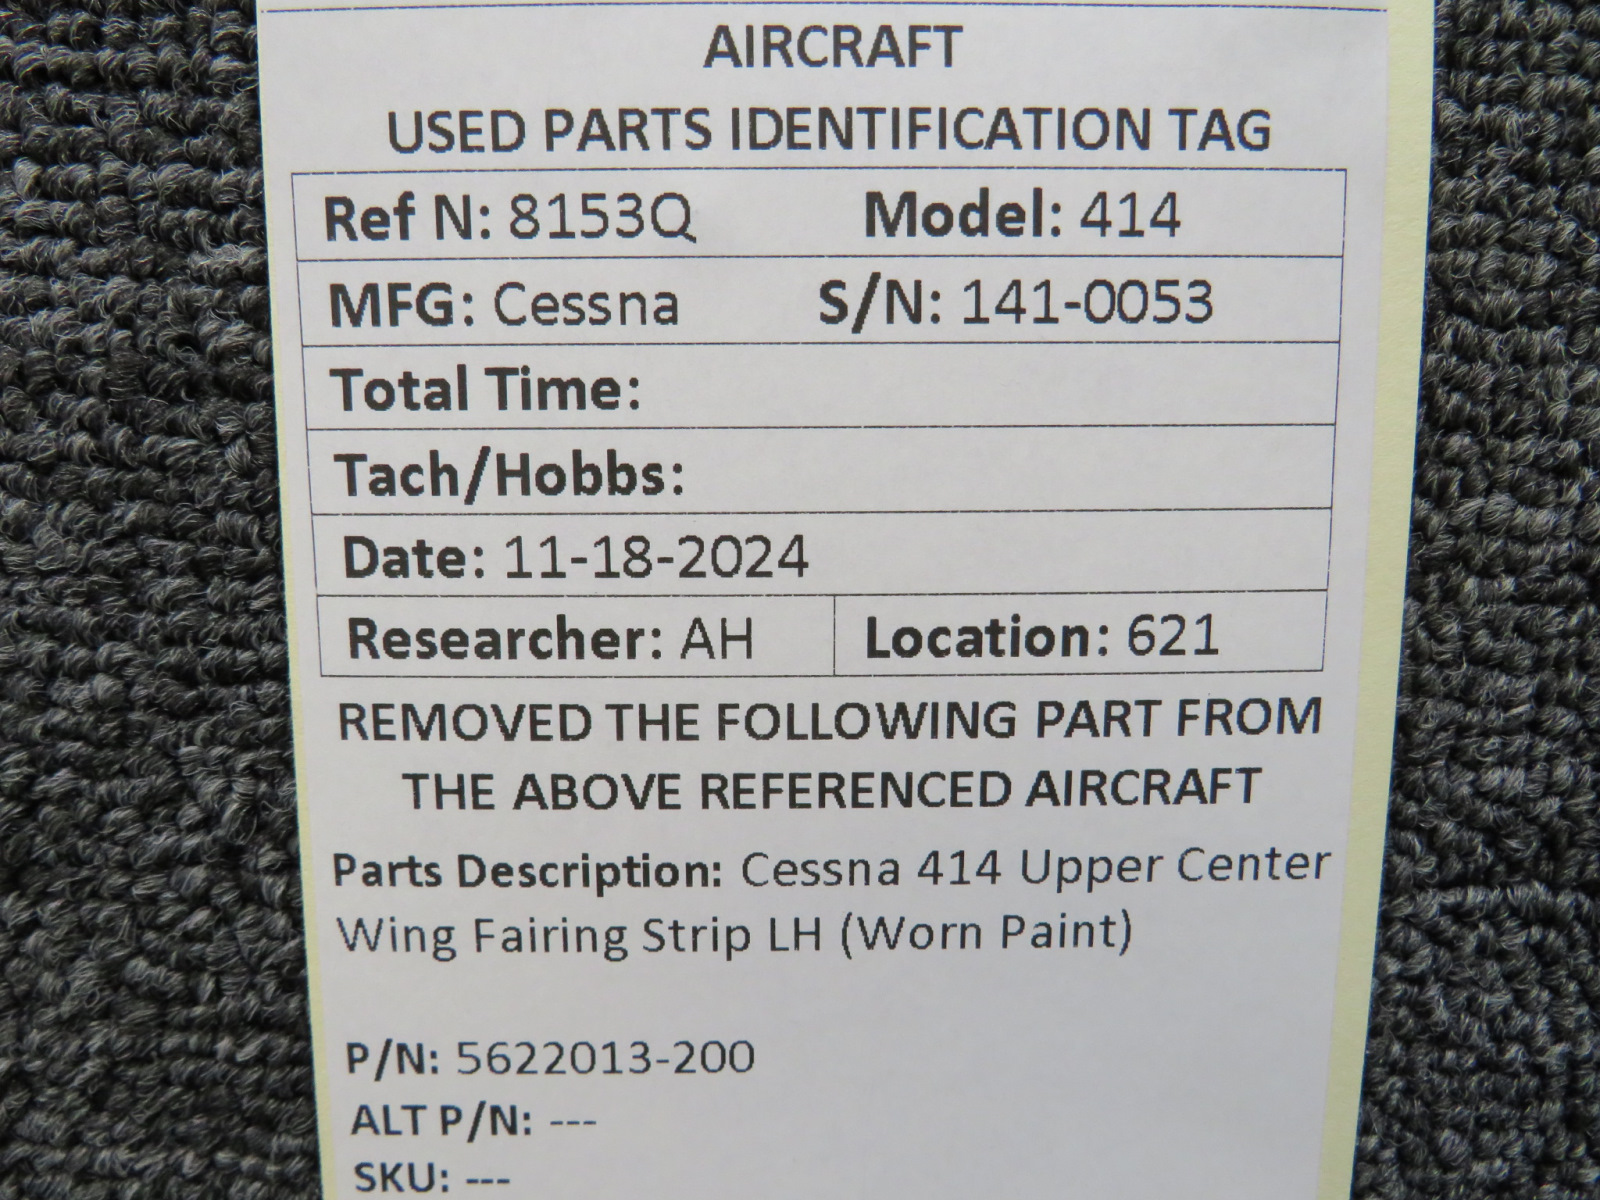 AIRCRAFT
USED PARTS IDENTIFICATION TAG
Ref N: 8153Q Model: 414
MFG: Cessna S/N: 141-0053
Total Time:
Tach/Hobbs:
Date: 11-18-2024
Researcher: AH Location: 621
REMOVED THE FOLLOWING PART FROM
THE ABOVE REFERENCED AIRCRAFT
Parts Description: Cessna 414 Upper Center
Wing Fairing Strip LH (Worn Paint)
P/N: 5622013-200
ALT P/N: ---
SKU: ---